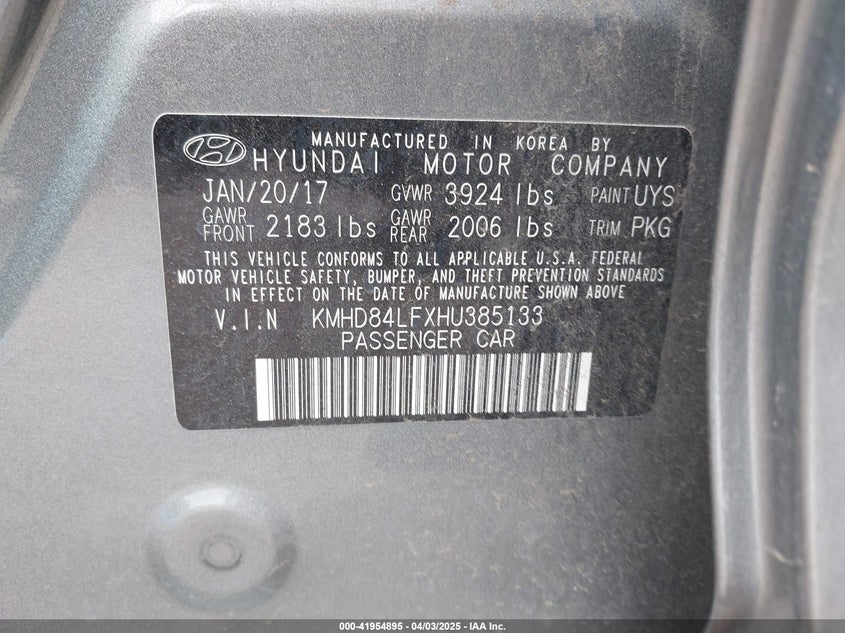 MANUFACTURED IN KOREA BY
HYUNDAI MOTOR COMPANY
JAN/20/17 GVWR 3924 lbs PAINT UYS
GAWR FRONT 2183 lbs GAWR REAR 2006 lbs TRIM PKG
THIS VEHICLE CONFORMS TO ALL APPLICABLE U.S.A. FEDERAL
MOTOR VEHICLE SAFETY, BUMPER, AND THEFT PREVENTION STANDARDS
IN EFFECT ON THE DATE OF MANUFACTURE SHOWN ABOVE
V.I.N KMHD84LFXHU385133
PASSENGER CAR
000-41954895 - 04/03/2025 - IAA Inc.